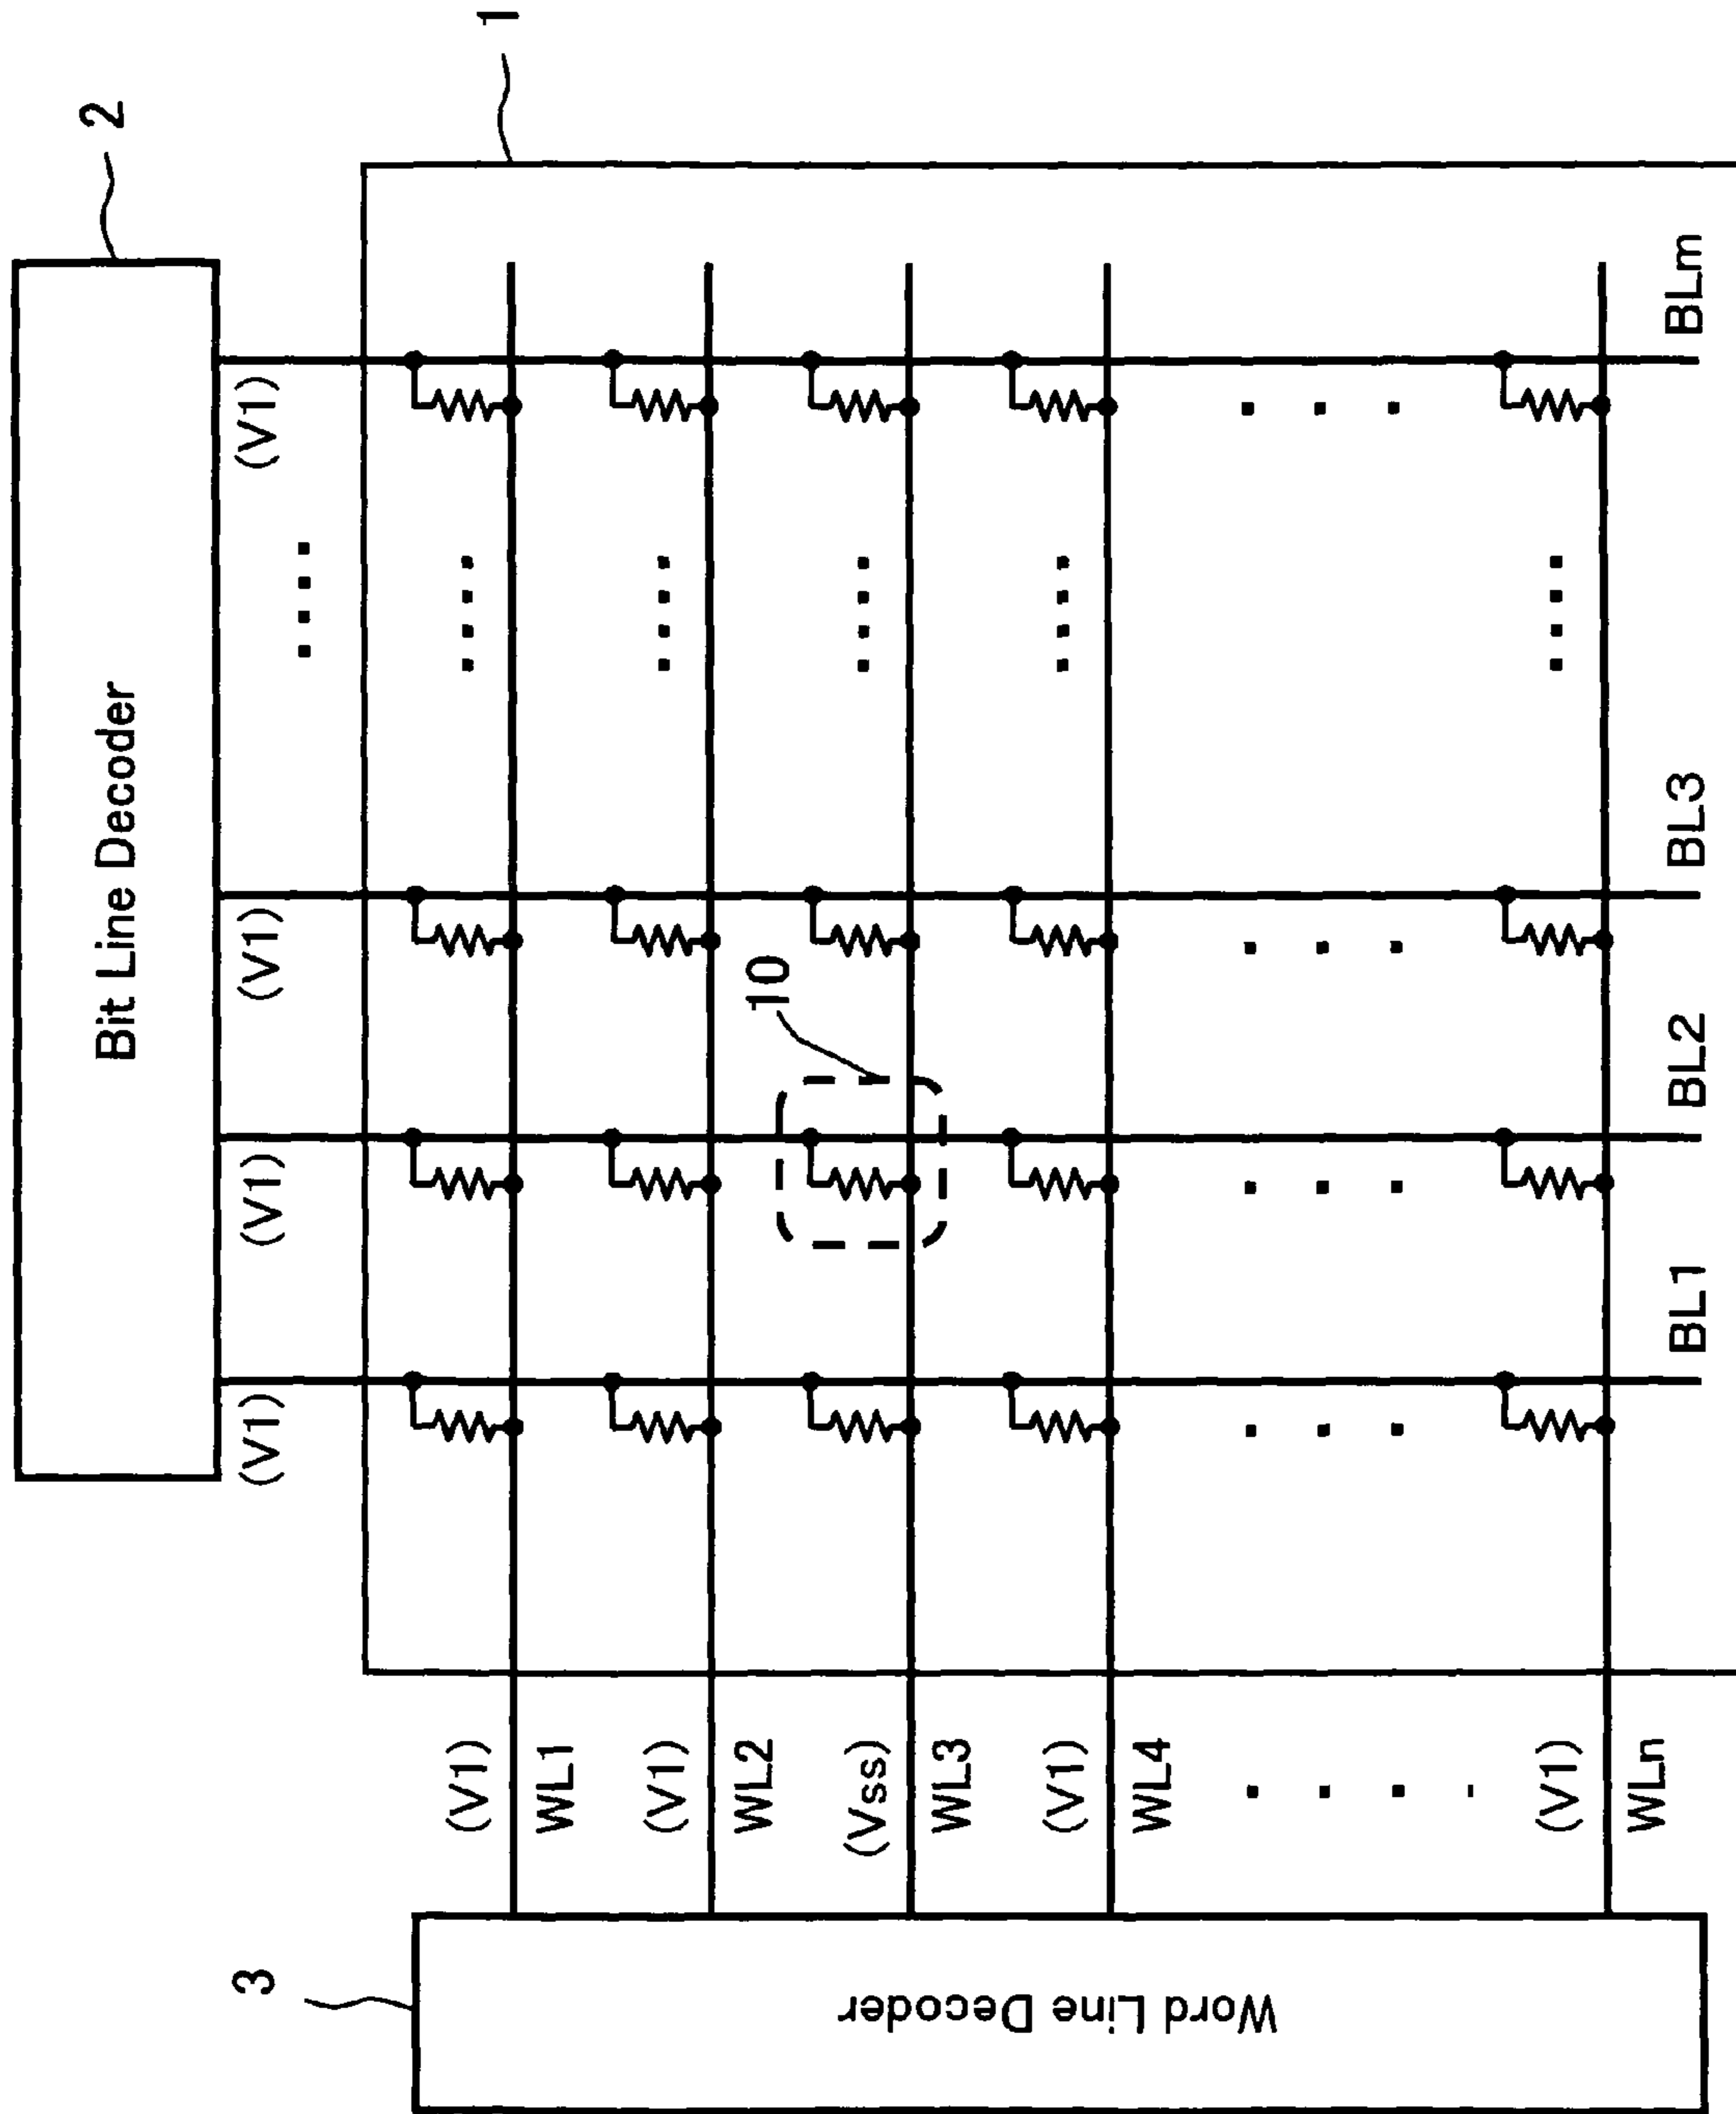 2
1
Bit Line Decoder
(V1)
(V1)
(V1)
(V1)
3
Word Line Decoder
(V1)
WL1
(V1)
WL2
(Vss)
WL3
(V1)
WL4
(V1)
WLn
10
BL1
BL2
BL3
BLm